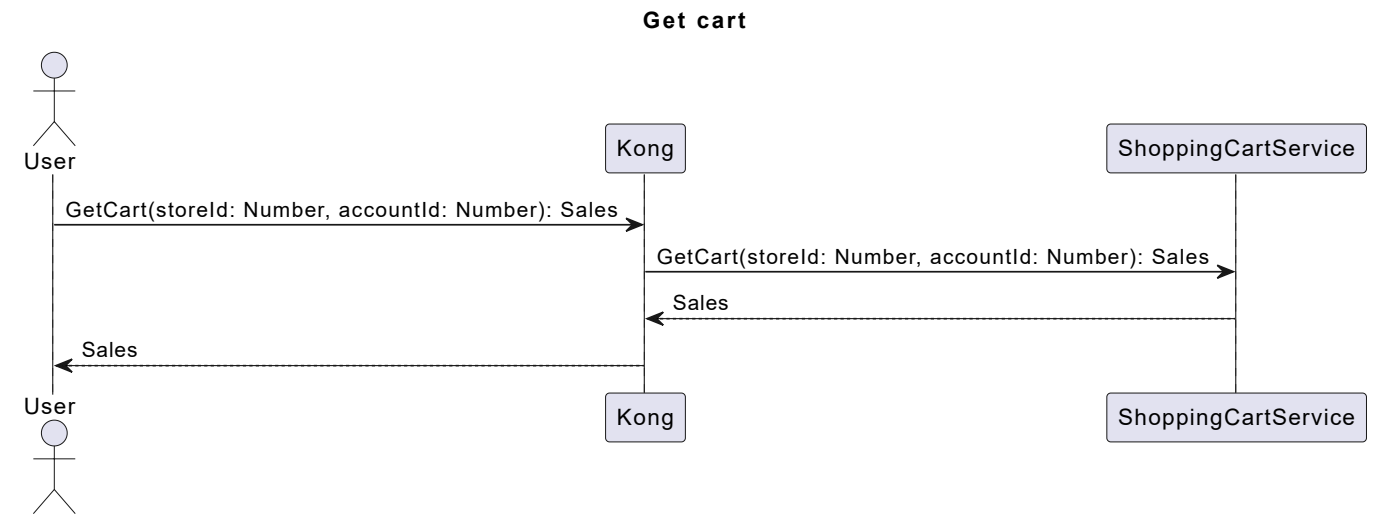 Get cart
User
Kong
ShoppingCartService
GetCart(storeId: Number, accountId: Number): Sales
GetCart(storeId: Number, accountId: Number): Sales
Sales
Sales
User
Kong
ShoppingCartService